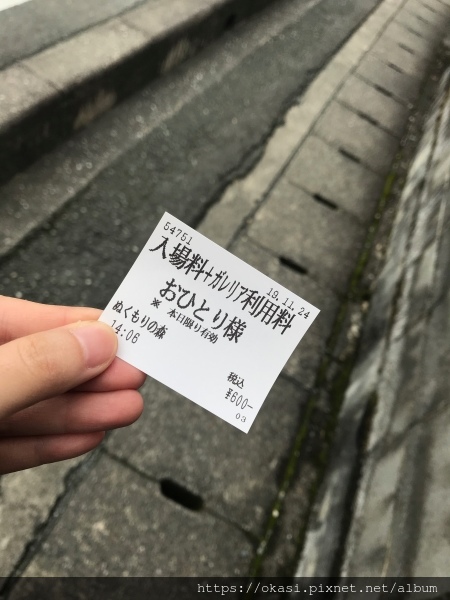 54751
19.11.24
入場料+ガレリア利用料
おひとり様
※ 本日限り有効
ぬくもりの森
14:06
税込
¥600-
03
https://okasi.pixnet.net/album